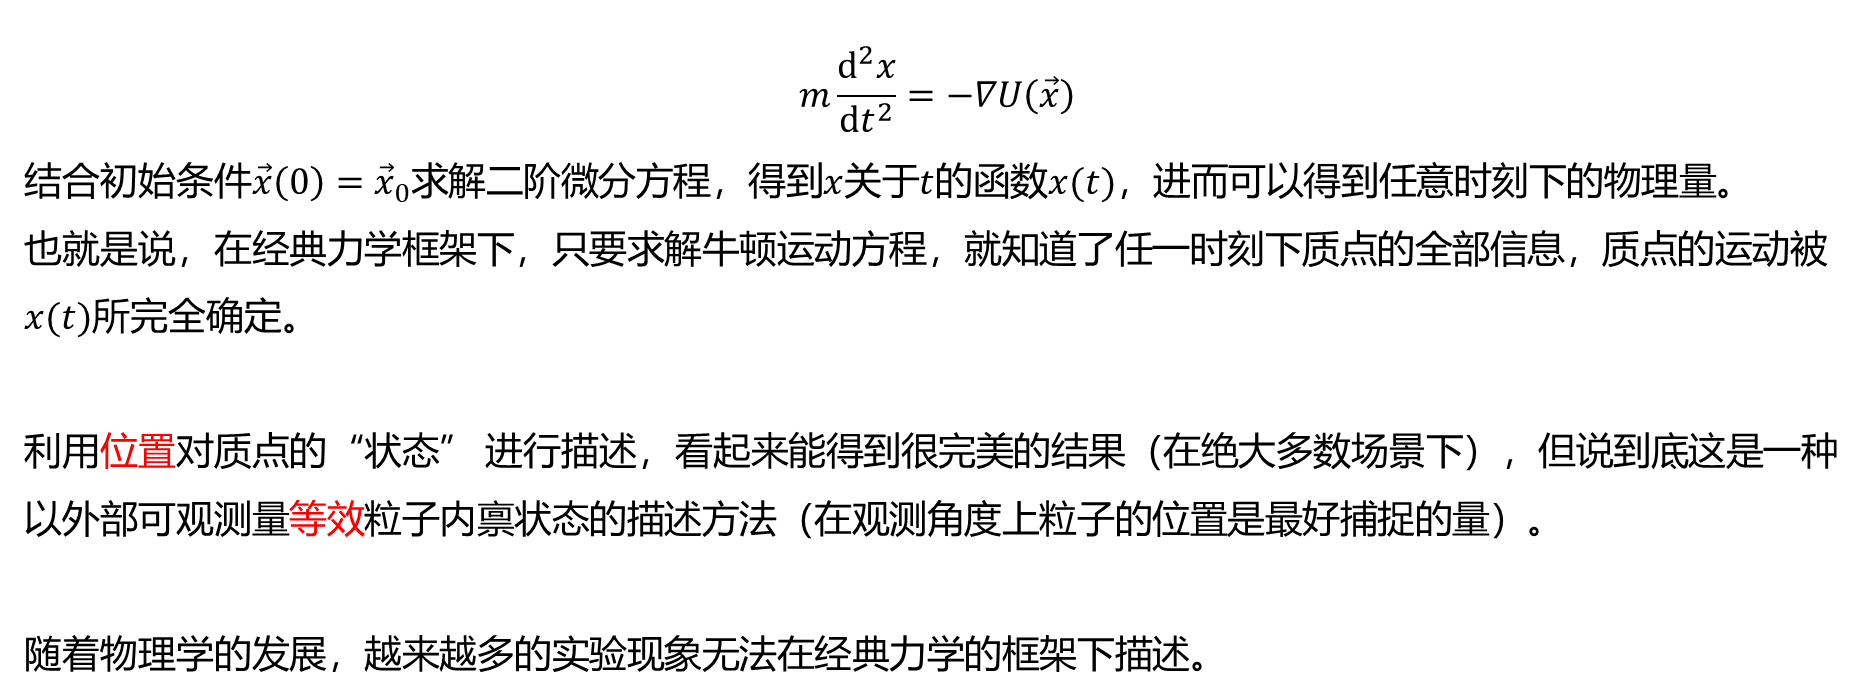 m d²x/dt² = −∇U(x⃗)
结合初始条件x⃗(0) = x⃗₀求解二阶微分方程，得到x关于t的函数x(t)，进而可以得到任意时刻下的物理量。
也就是说，在经典力学框架下，只要求解牛顿运动方程，就知道了任一时刻下质点的全部信息，质点的运动被
x(t)所完全确定。
利用位置对质点的“状态” 进行描述，看起来能得到很完美的结果（在绝大多数场景下），但说到底这是一种
以外部可观测量等效粒子内禀状态的描述方法（在观测角度上粒子的位置是最好捕捉的量）。
随着物理学的发展，越来越多的实验现象无法在经典力学的框架下描述。